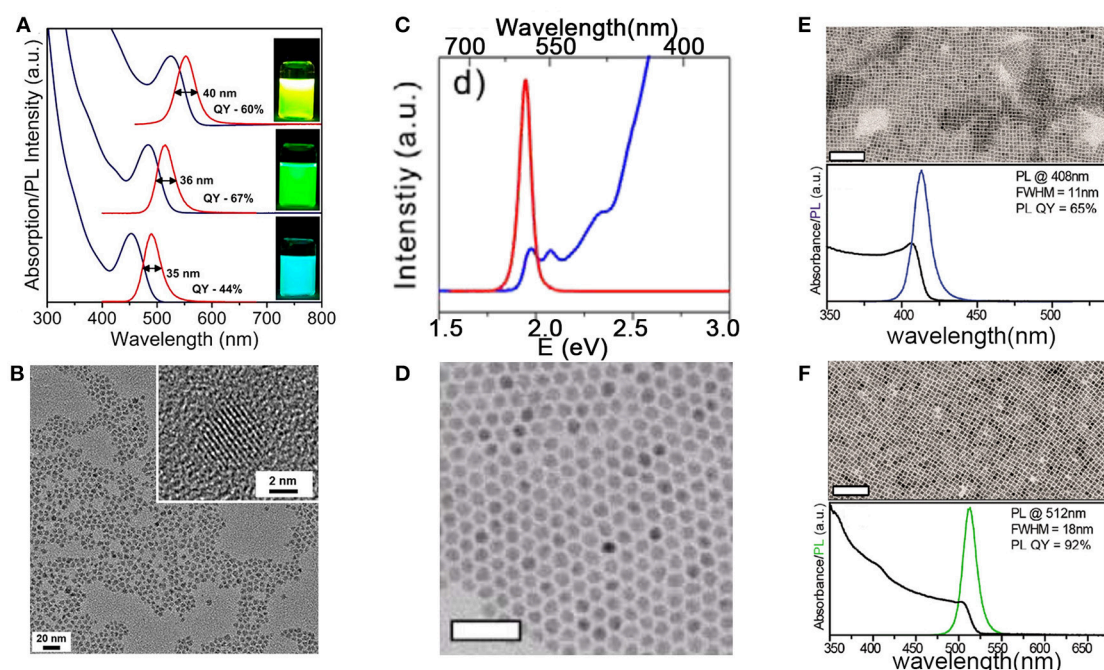 A
Absorption/PL Intensity (a.u.)
40 nm
QY - 60%
36 nm
QY - 67%
35 nm
QY - 44%
300 400 500 600 700 800
Wavelength (nm)
B
2 nm
20 nm
C
Wavelength(nm)
700 550 400
d)
Intenstiy (a.u.)
1.5 2.0 2.5 3.0
E (eV)
D
E
Absorbance/PL (a.u.)
PL @ 408nm
FWHM = 11nm
PL QY = 65%
350 400 450 500
wavelength(nm)
F
Absorbance/PL (a.u.)
PL @ 512nm
FWHM = 18nm
PL QY = 92%
350 400 450 500 550 600 650
wavelength(nm)